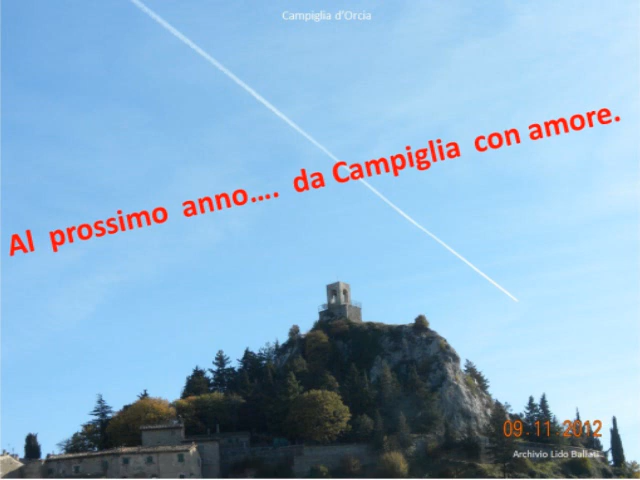 Campiglia d'Orcia
Al prossimo anno.... da Campiglia con amore.
09.11.2012
Archivio Lido Ballati